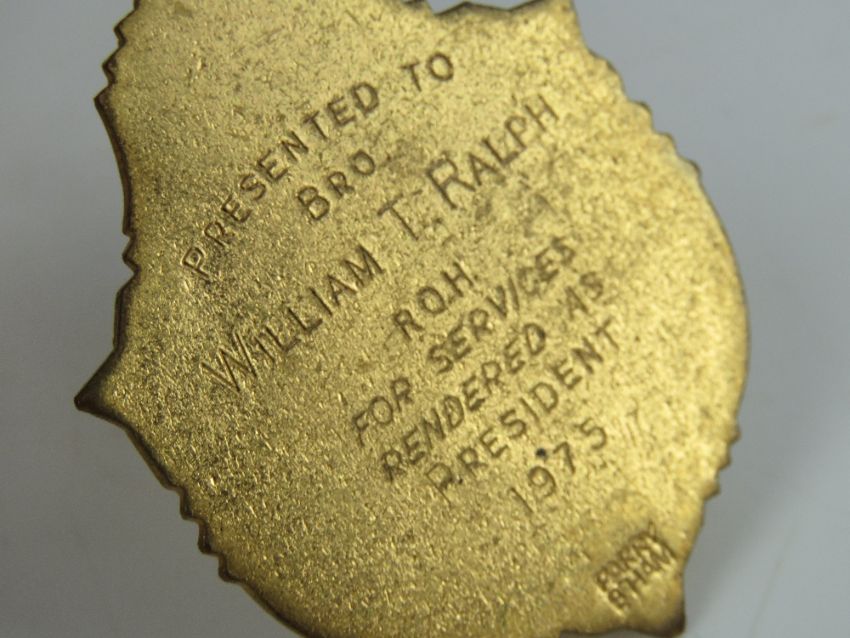 PRESENTED TO
BRO
WILLIAM T. RALPH
R.O.H.
FOR SERVICES
RENDERED AS
PRESIDENT
1975